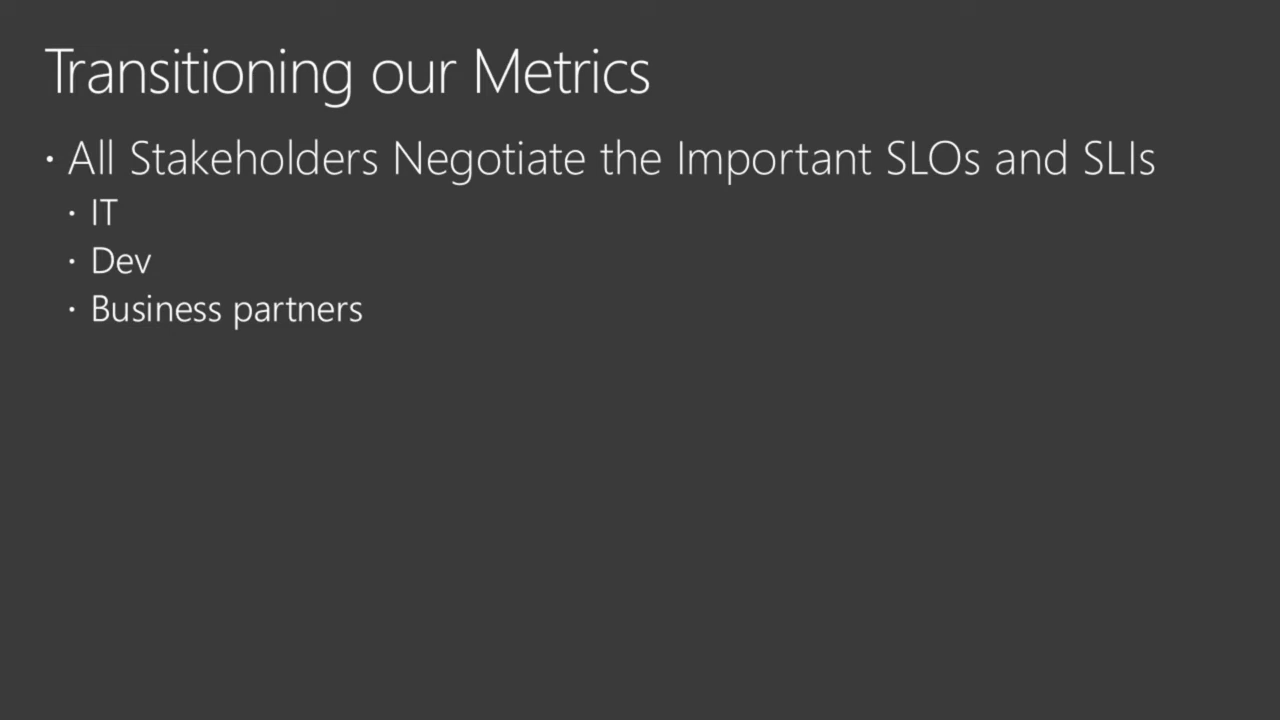 Transitioning our Metrics
• All Stakeholders Negotiate the Important SLOs and SLIs
• IT
• Dev
• Business partners